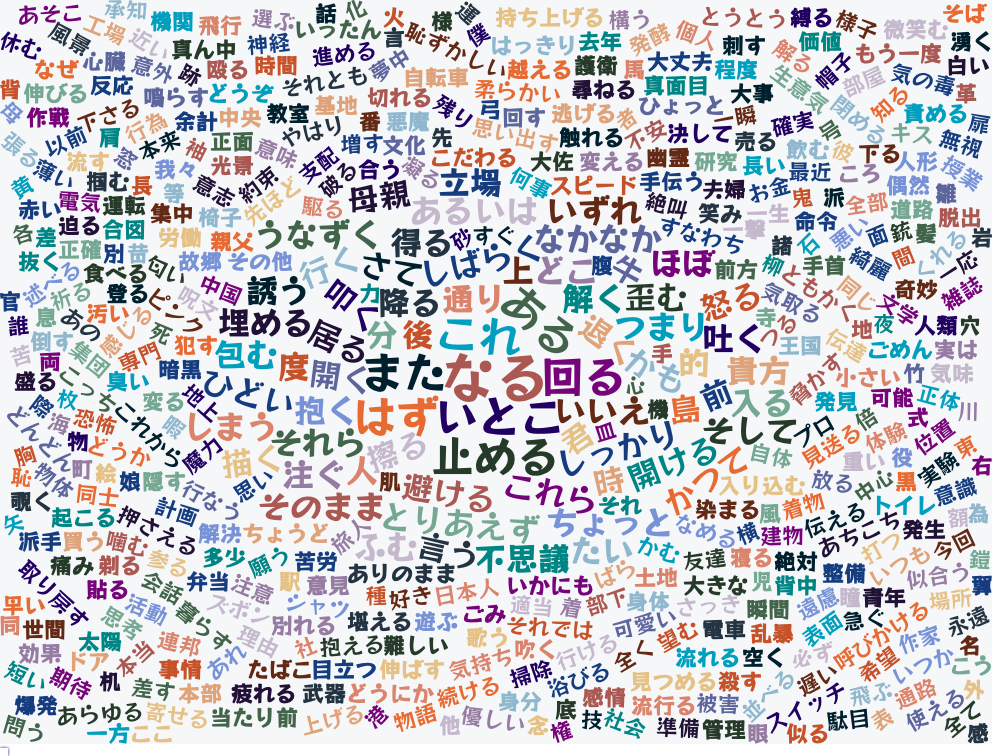 あそこ
承知
機関
飛行
選ぶ
話
化
火
様
逼
持ち上げる
構う
とうとう
縛る
様子
微笑む
そば
休む
風景
工場
近い
真ん中
神経
いったん
言
恥ずかしい
僕
はっきり
去年
発酵
個人
刺す
解る
価値
もう一度
湧く
なぜ
心臓
意外
跡
殴る
時間
進める
夢中
越える
護衛
馬
大丈夫
程度
生意気
帽子
部屋
気の毒
白い
背
伸びる
反応
それとも
自転車
柔らかい
尋ねる
真面目
大事
革
母
作戦
下さる
鳴らす
どうぞ
教室
基地
切れる
残り
弓
回す
逃げる
者
ひょっと
一瞬
確実
閉める
知る
責める
扉
張る
以前
肩
行為
本来
余計
中央
やはり
番
悪魔
先
思い出す
触れる
不安
決して
売る
局
キス
無視
流す
惑
袖
正面
意味
増す
文化
こだわる
大佐
変える
幽霊
研究
長い
飲む
彼
下る
人形
授業
黄
薄い
掴む
長
我々
光景
意志
約束
支配
破る
合う
凝る
立場
何事
スピード
手伝う
夫婦
お金
最近
ころ
偶然
雛
赤い
電気
運転
等
先ほど
駆る
母親
あるいは
いずれ
絶叫
笑み
一生
鬼
派
全部
道路
脱出
各
差
迫る
合図
集中
椅子
うなずく
得る
砂
すぐ
なかなか
すなわち
一撃
命令
悪い
面
銃
髪
岩
抜く
正確
別
昔
労働
親父
行く
さて
しばらく
上
どこ
腹
牛
ほぼ
前方
諸
石
綺麗
間
くれる
一応
述べる
食べる
匂い
故郷
その他
柳
ともかく
手首
同じ
官
祈る
登る
ピンク
呪文
中国
誘う
叩く
力
降る
通り
ある
解く
歪む
怒る
気取る
文学
奇妙
雑誌
誰
息
あの
汚い
感じる
死
埋める
居る
分
後
これ
退く
つまり
吐く
寺
つる
地
夜
人類
穴
苦
倒す
集団
専門
犯す
包む
度
開く
また
なる
回る
かも
手
的
貴方
王国
伝達
ごめん
実は
両
盛る
こっち
臭い
暗黒
ひどい
心
脅かす
小さい
竹
気味
際
枚
変る
地上
抱く
はず
いとこ
いいえ
機
島
前
入る
発見
可能
正体
川
どんどん
海
恐怖
これから
暇
しまう
それら
擦る
止める
君
皿
しっかり
そして
プロ
倍
式
位置
胸
物
どうか
魔力
描く
注ぐ
人
開ける
自体
見送る
体験
東
恥
町
絵
娘
隠す
思い
肌
避ける
これら
時
かつて
入り込む
重い
役
実験
右
覗く
物体
同士
行なう
そのまま
それ
染まる
風
着物
放る
中心
黒
意識
矢
起こる
押さえる
計画
とりあえず
ちょっと
なめる
横
建物
伝える
トイレ
額
為
派手
買う
噛む
解決
ちょうど
旅人
ふむ
言う
不思議
たい
かむ
友達
寝る
絶対
あちこち
発生
打つ
今回
痛み
剃る
参る
多少
願う
苦労
ありのまま
ばら
土地
大きな
児
背中
整備
いつも
似合う
鎧
取り戻す
貼る
会話
弁当
注意
駅
意見
種
好き
日本人
いかにも
身体
さっき
瞬間
遠慮
瞳
青年
翼
早い
同
世間
思考
活動
暮らす
ズボン
シャツ
別れる
堪える
遊ぶ
ごみ
適当
着
部下
可愛い
電車
乱暴
表面
急ぐ
場所
太陽
理由
歌う
それでは
望む
必ず
呼びかける
作家
永遠
効果
ドア
本当
連邦
あれ
社
抱える
難しい
吹く
行ける
全く
流れる
空く
遅い
希望
いつか
名
こう
短い
期待
机
事情
たばこ
目立つ
伸ばす
気持ち
掃除
浴びる
見つめる
殺す
並べる
スイッチ
飛ぶ
通路
外
爆発
あらゆる
差す
本部
疲れる
武器
どうにか
続ける
身分
底
感情
流行る
被害
使える
全て
問う
一方
ここ
寄せる
当たり前
上げる
港
物語
他
優しい
念
権
技
社会
準備
管理
眼
似る
駄目
表
感